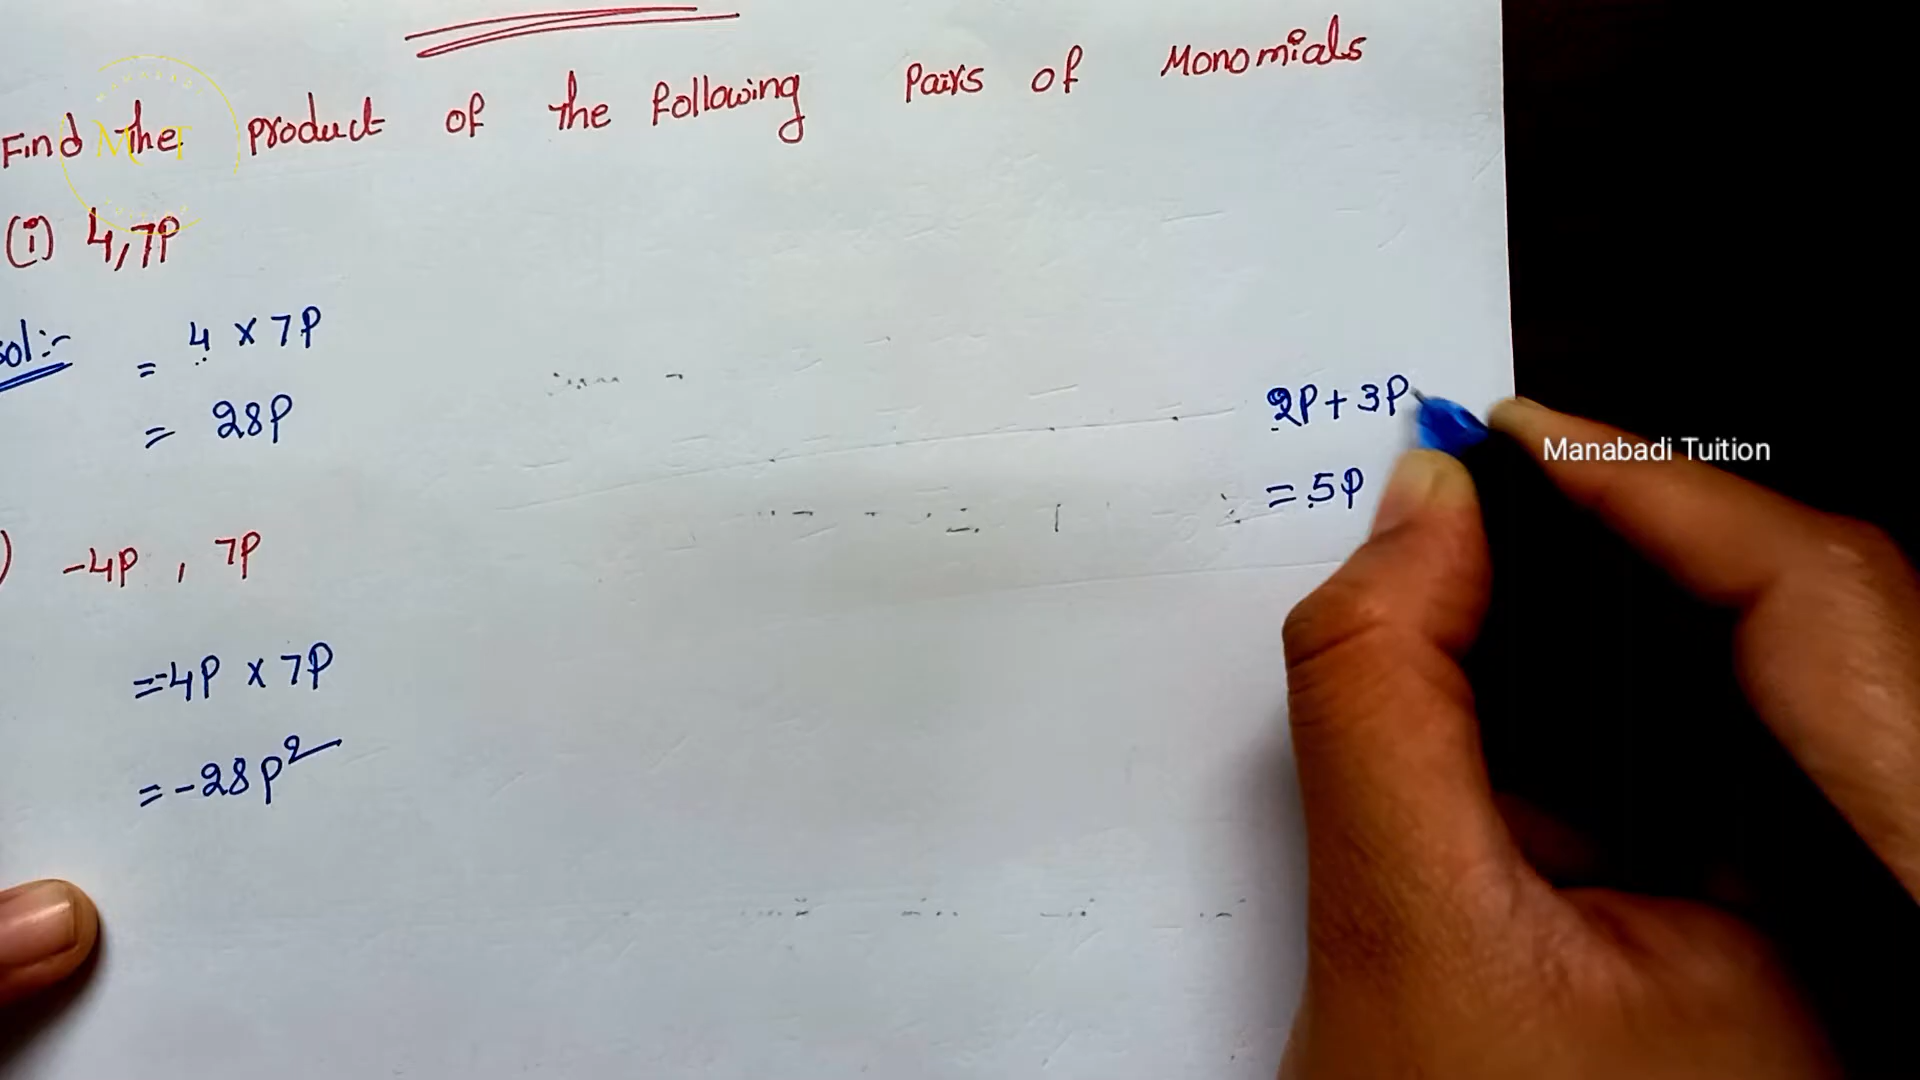 Find the product of the following Pairs of Monomials
(i) 4,7P
Sol:- = 4 x 7P
= 28P
) -4P , 7P
=-4P x 7P
=-28P²
2P+3P
=5P
Manabadi Tuition
MT